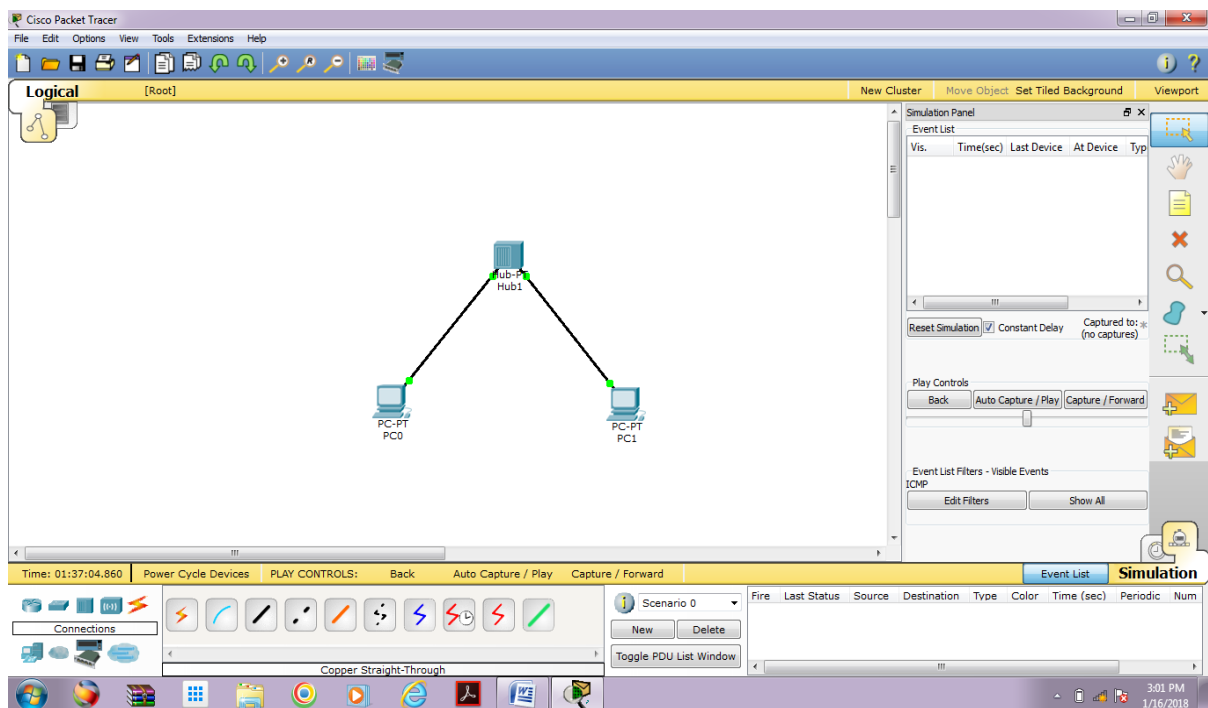 Cisco Packet Tracer
File Edit Options View Tools Extensions Help
Logical [Root] New Cluster Move Object Set Tiled Background Viewport
Simulation Panel
Event List
Vis. Time(sec) Last Device At Device Typ
Hub-PT
Hub1
Reset Simulation Constant Delay Captured to: *
(no captures)
Play Controls
Back Auto Capture / Play Capture / Forward
PC-PT
PC0
PC-PT
PC1
Event List Filters - Visible Events
ICMP
Edit Filters Show All
Time: 01:37:04.860 Power Cycle Devices PLAY CONTROLS: Back Auto Capture / Play Capture / Forward Event List Simulation
Connections
Copper Straight-Through
Scenario 0
New Delete
Toggle PDU List Window
Fire Last Status Source Destination Type Color Time (sec) Periodic Num
3:01 PM
1/16/2018